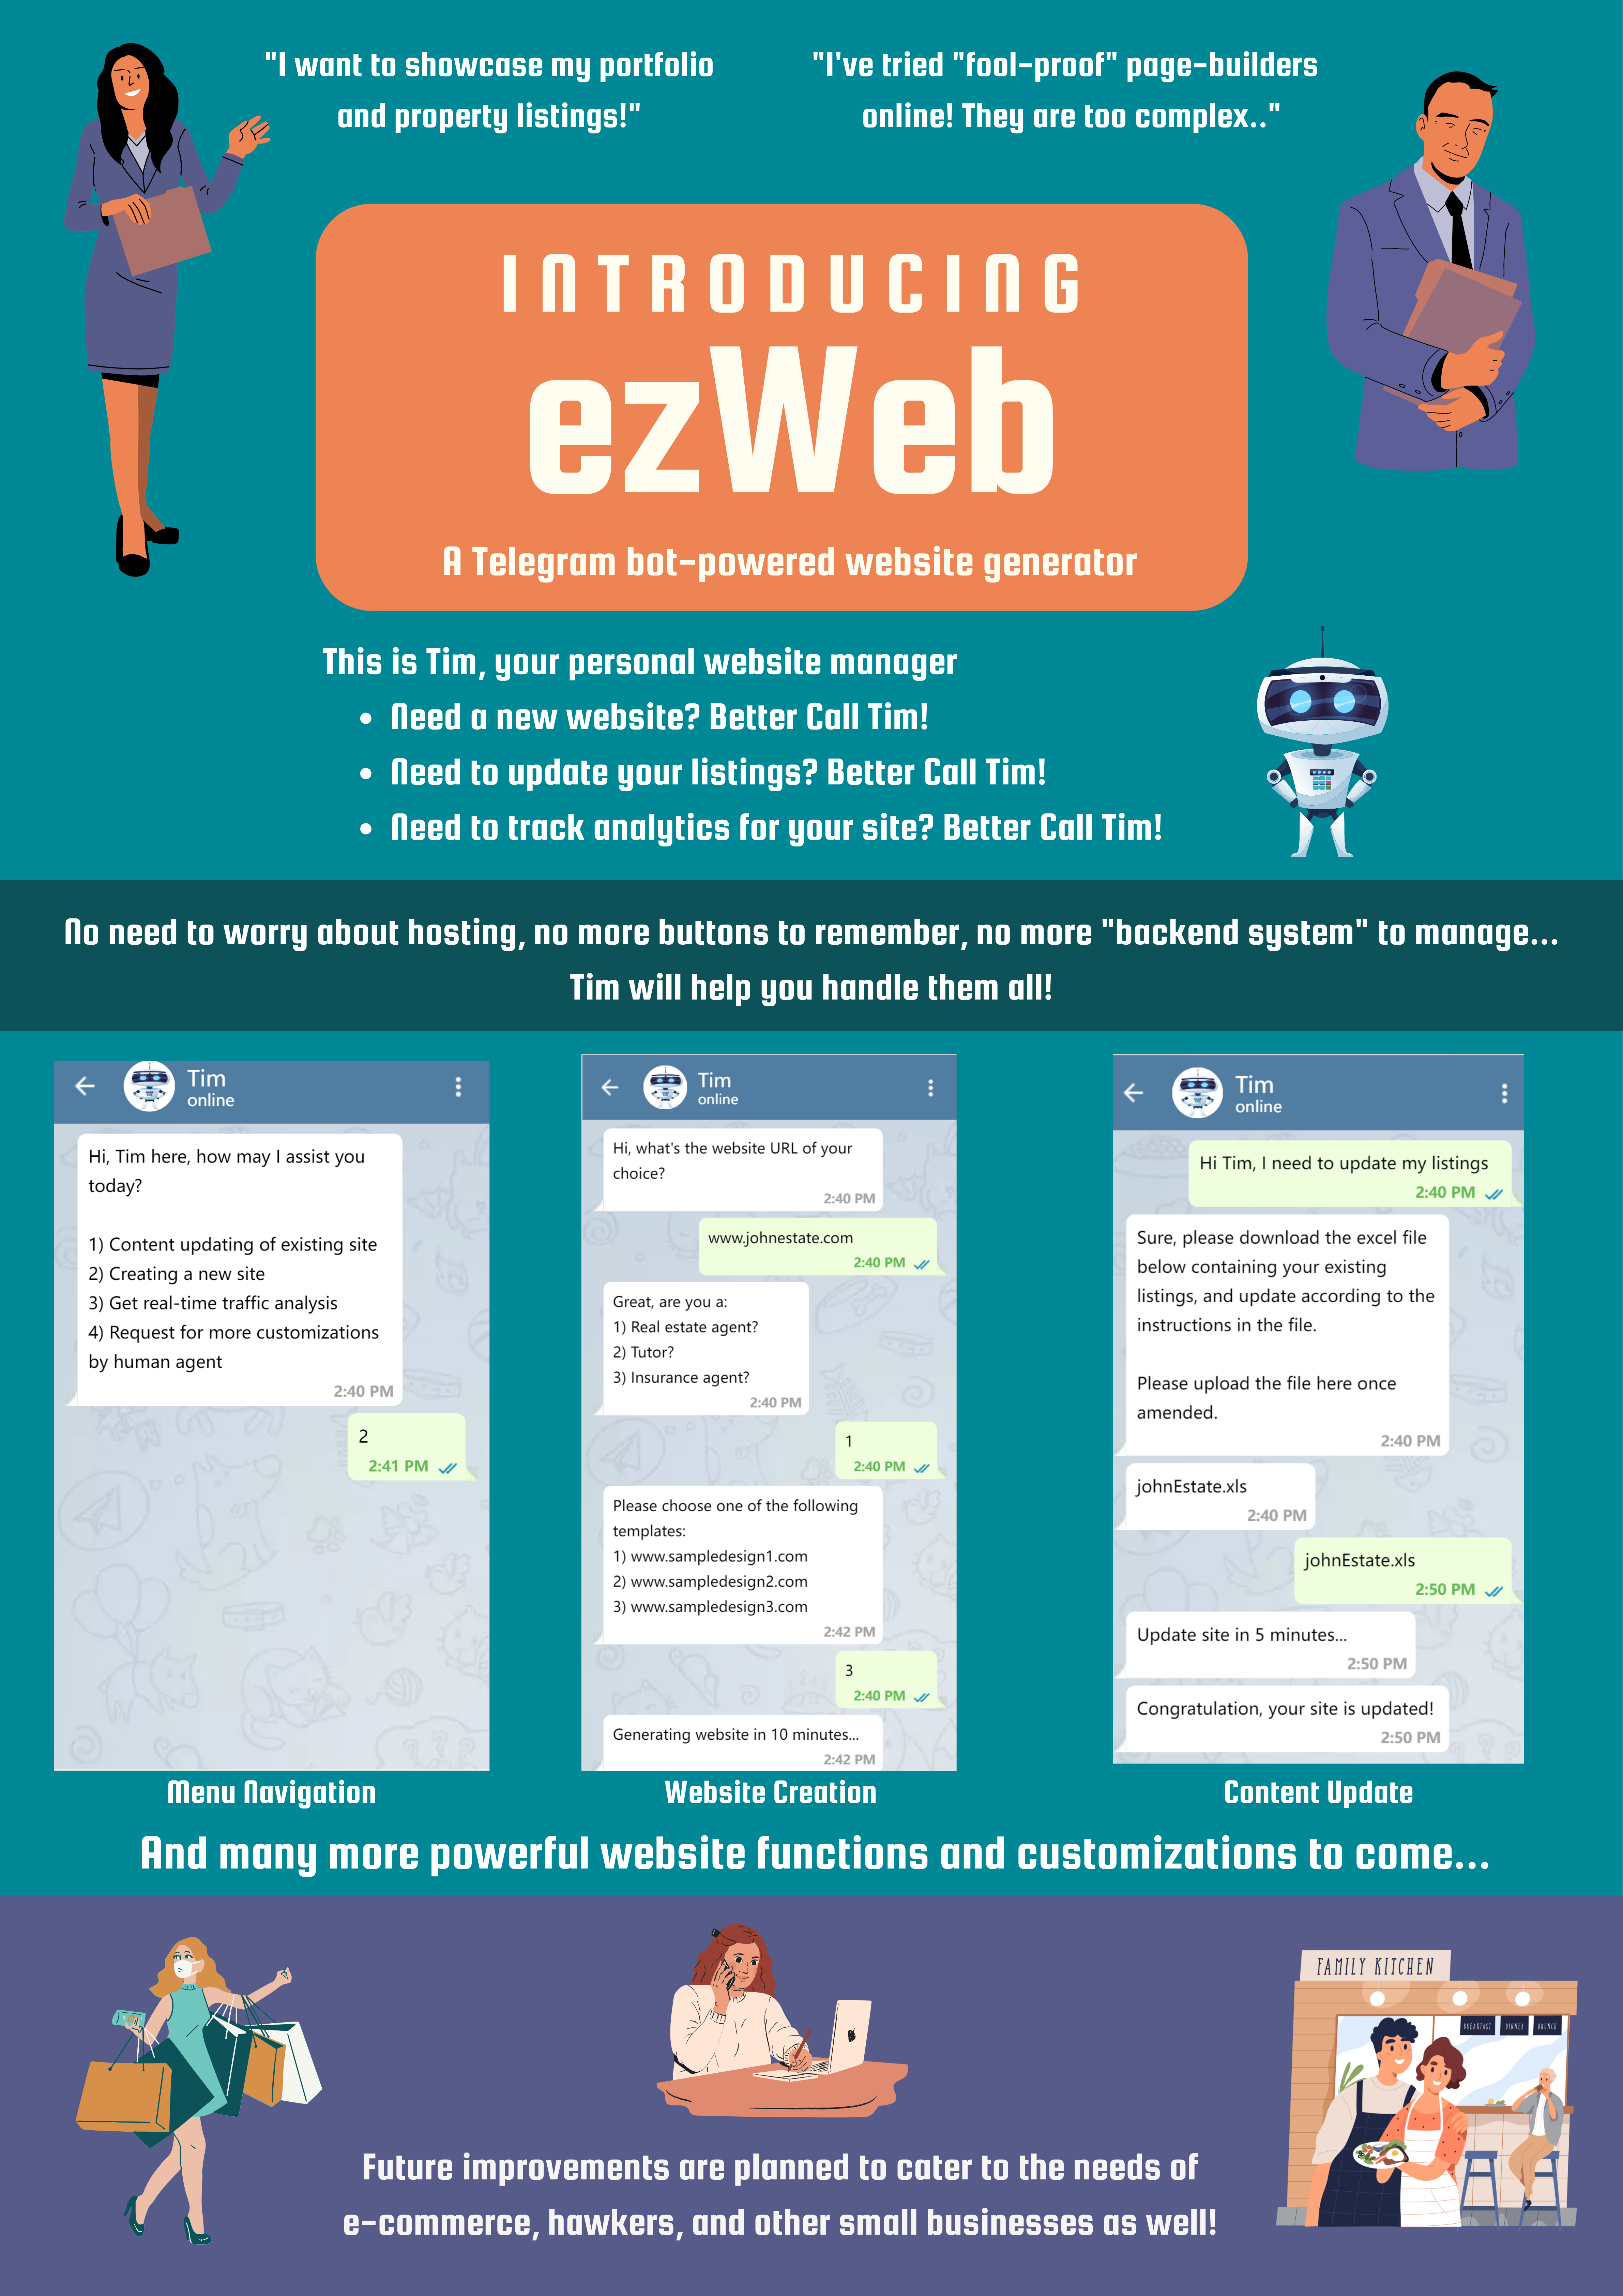 "I want to showcase my portfolio
and property listings!"
"I've tried "fool-proof" page-builders
online! They are too complex.."
INTRODUCING
ezWeb
A Telegram bot-powered website generator
This is Tim, your personal website manager
• Need a new website? Better Call Tim!
• Need to update your listings? Better Call Tim!
• Need to track analytics for your site? Better Call Tim!
No need to worry about hosting, no more buttons to remember, no more "backend system" to manage...
Tim will help you handle them all!
Tim
online
Hi, Tim here, how may I assist you
today?
1) Content updating of existing site
2) Creating a new site
3) Get real-time traffic analysis
4) Request for more customizations
by human agent
2:40 PM
2
2:41 PM
Menu Navigation
Tim
online
Hi, what's the website URL of your
choice?
2:40 PM
www.johnestate.com
2:40 PM
Great, are you a:
1) Real estate agent?
2) Tutor?
3) Insurance agent?
2:40 PM
1
2:40 PM
Please choose one of the following
templates:
1) www.sampledesign1.com
2) www.sampledesign2.com
3) www.sampledesign3.com
2:42 PM
3
2:40 PM
Generating website in 10 minutes...
2:42 PM
Website Creation
Tim
online
Hi Tim, I need to update my listings
2:40 PM
Sure, please download the excel file
below containing your existing
listings, and update according to the
instructions in the file.
Please upload the file here once
amended.
2:40 PM
johnEstate.xls
2:40 PM
johnEstate.xls
2:50 PM
Update site in 5 minutes...
2:50 PM
Congratulation, your site is updated!
2:50 PM
Content Update
And many more powerful website functions and customizations to come...
FAMILY KITCHEN
BREAKFAST
DINNER
BRUNCH
Future improvements are planned to cater to the needs of
e-commerce, hawkers, and other small businesses as well!